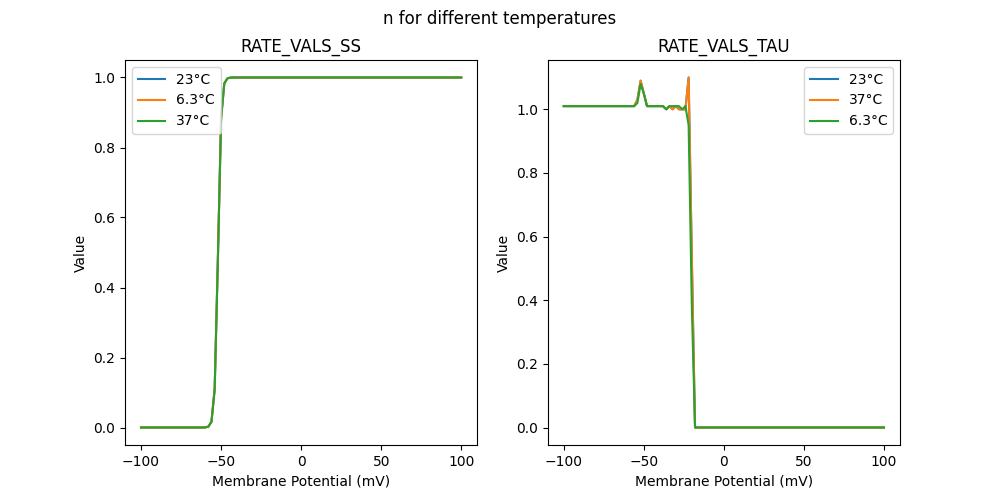 n for different temperatures
RATE_VALS_SS
23°C
6.3°C
37°C
1.0
0.8
0.6
0.4
0.2
0.0
Value
−100
−50
0
50
100
Membrane Potential (mV)
RATE_VALS_TAU
23°C
37°C
6.3°C
1.0
0.8
0.6
0.4
0.2
0.0
Value
−100
−50
0
50
100
Membrane Potential (mV)